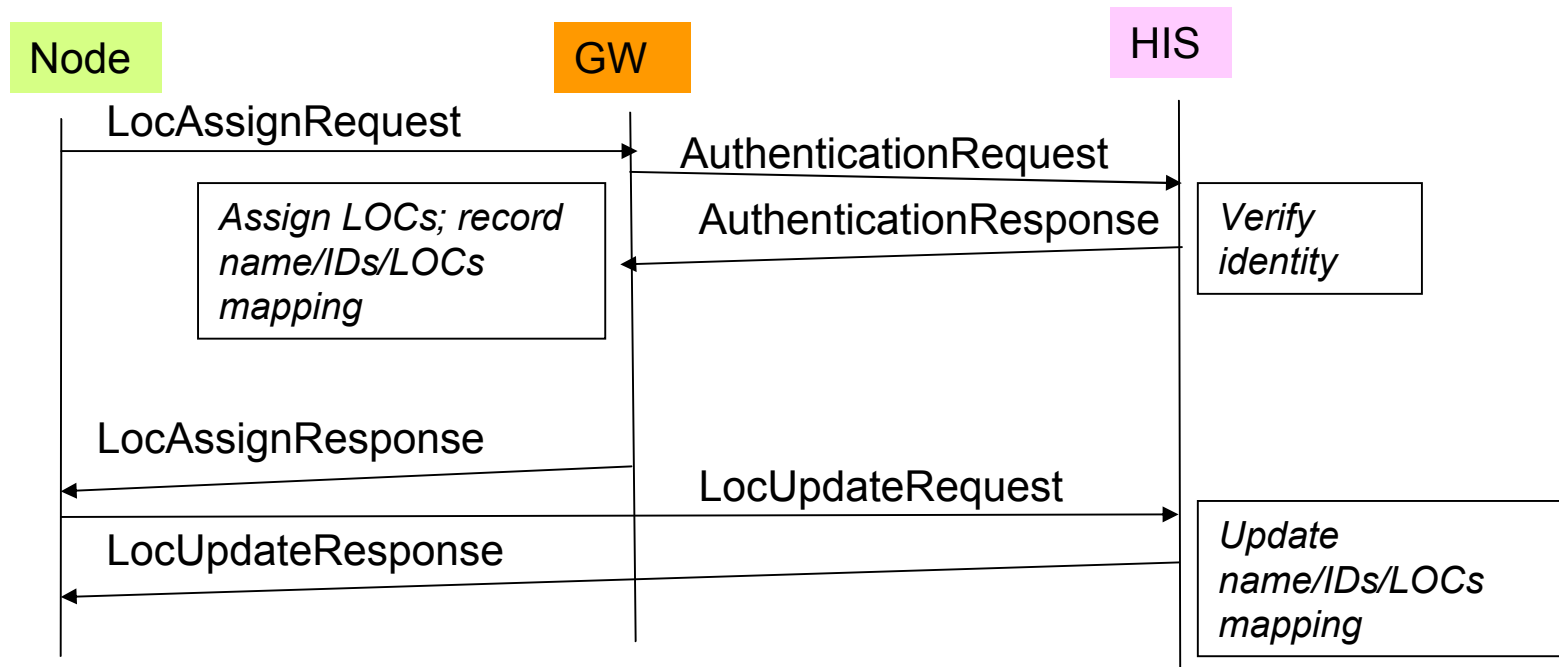 Node
GW
HIS
LocAssignRequest
AuthenticationRequest
Assign LOCs; record
name/IDs/LOCs
mapping
AuthenticationResponse
Verify
identity
LocAssignResponse
LocUpdateRequest
LocUpdateResponse
Update
name/IDs/LOCs
mapping